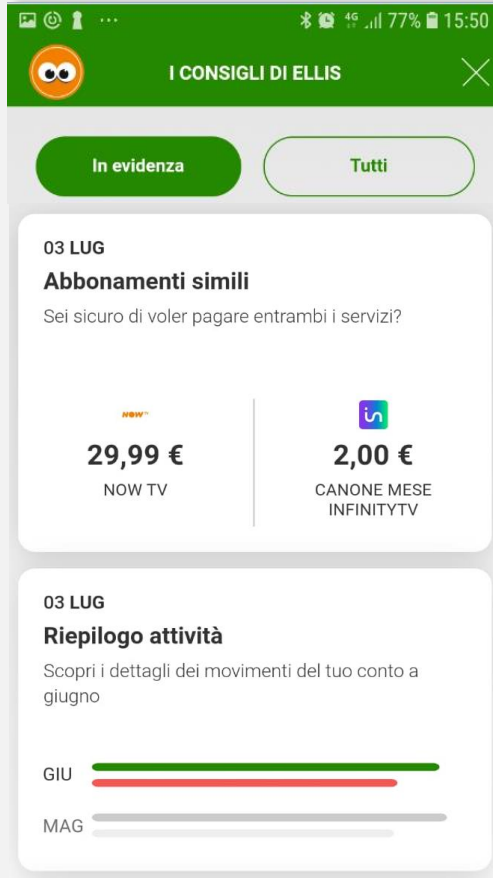 4G 77% 15:50
I CONSIGLI DI ELLIS
In evidenza Tutti
03 LUG
Abbonamenti simili
Sei sicuro di voler pagare entrambi i servizi?
NOW in
29,99 € 2,00 €
NOW TV CANONE MESE
INFINITYTV
03 LUG
Riepilogo attività
Scopri i dettagli dei movimenti del tuo conto a
giugno
GIU
MAG